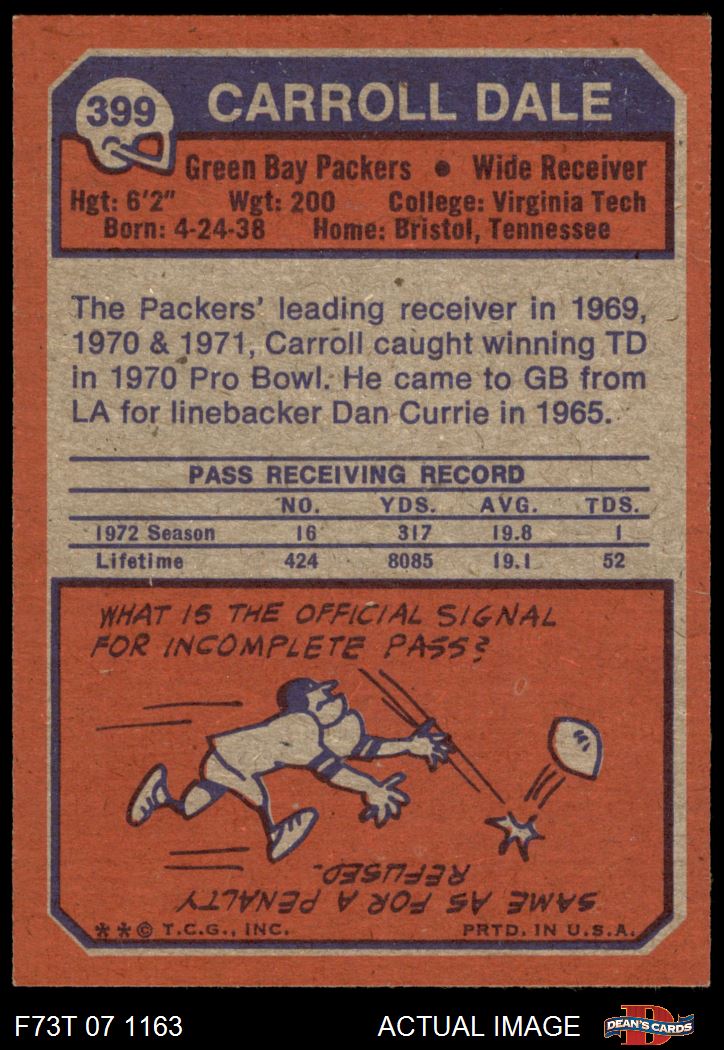 399
CARROLL DALE
Green Bay Packers • Wide Receiver
Hgt: 6'2" Wgt: 200 College: Virginia Tech
Born: 4-24-38 Home: Bristol, Tennessee
The Packers' leading receiver in 1969,
1970 & 1971, Carroll caught winning TD
in 1970 Pro Bowl. He came to GB from
LA for linebacker Dan Currie in 1965.
PASS RECEIVING RECORD
NO. YDS. AVG. TDS.
1972 Season 16 317 19.8 1
Lifetime 424 8085 19.1 52
WHAT IS THE OFFICIAL SIGNAL
FOR INCOMPLETE PASS?
SAME AS FOR A PENALTY
REFUSED.
**© T.C.G., INC. PRTD. IN U.S.A.
F73T 07 1163 ACTUAL IMAGE
D
DEAN'S CARDS